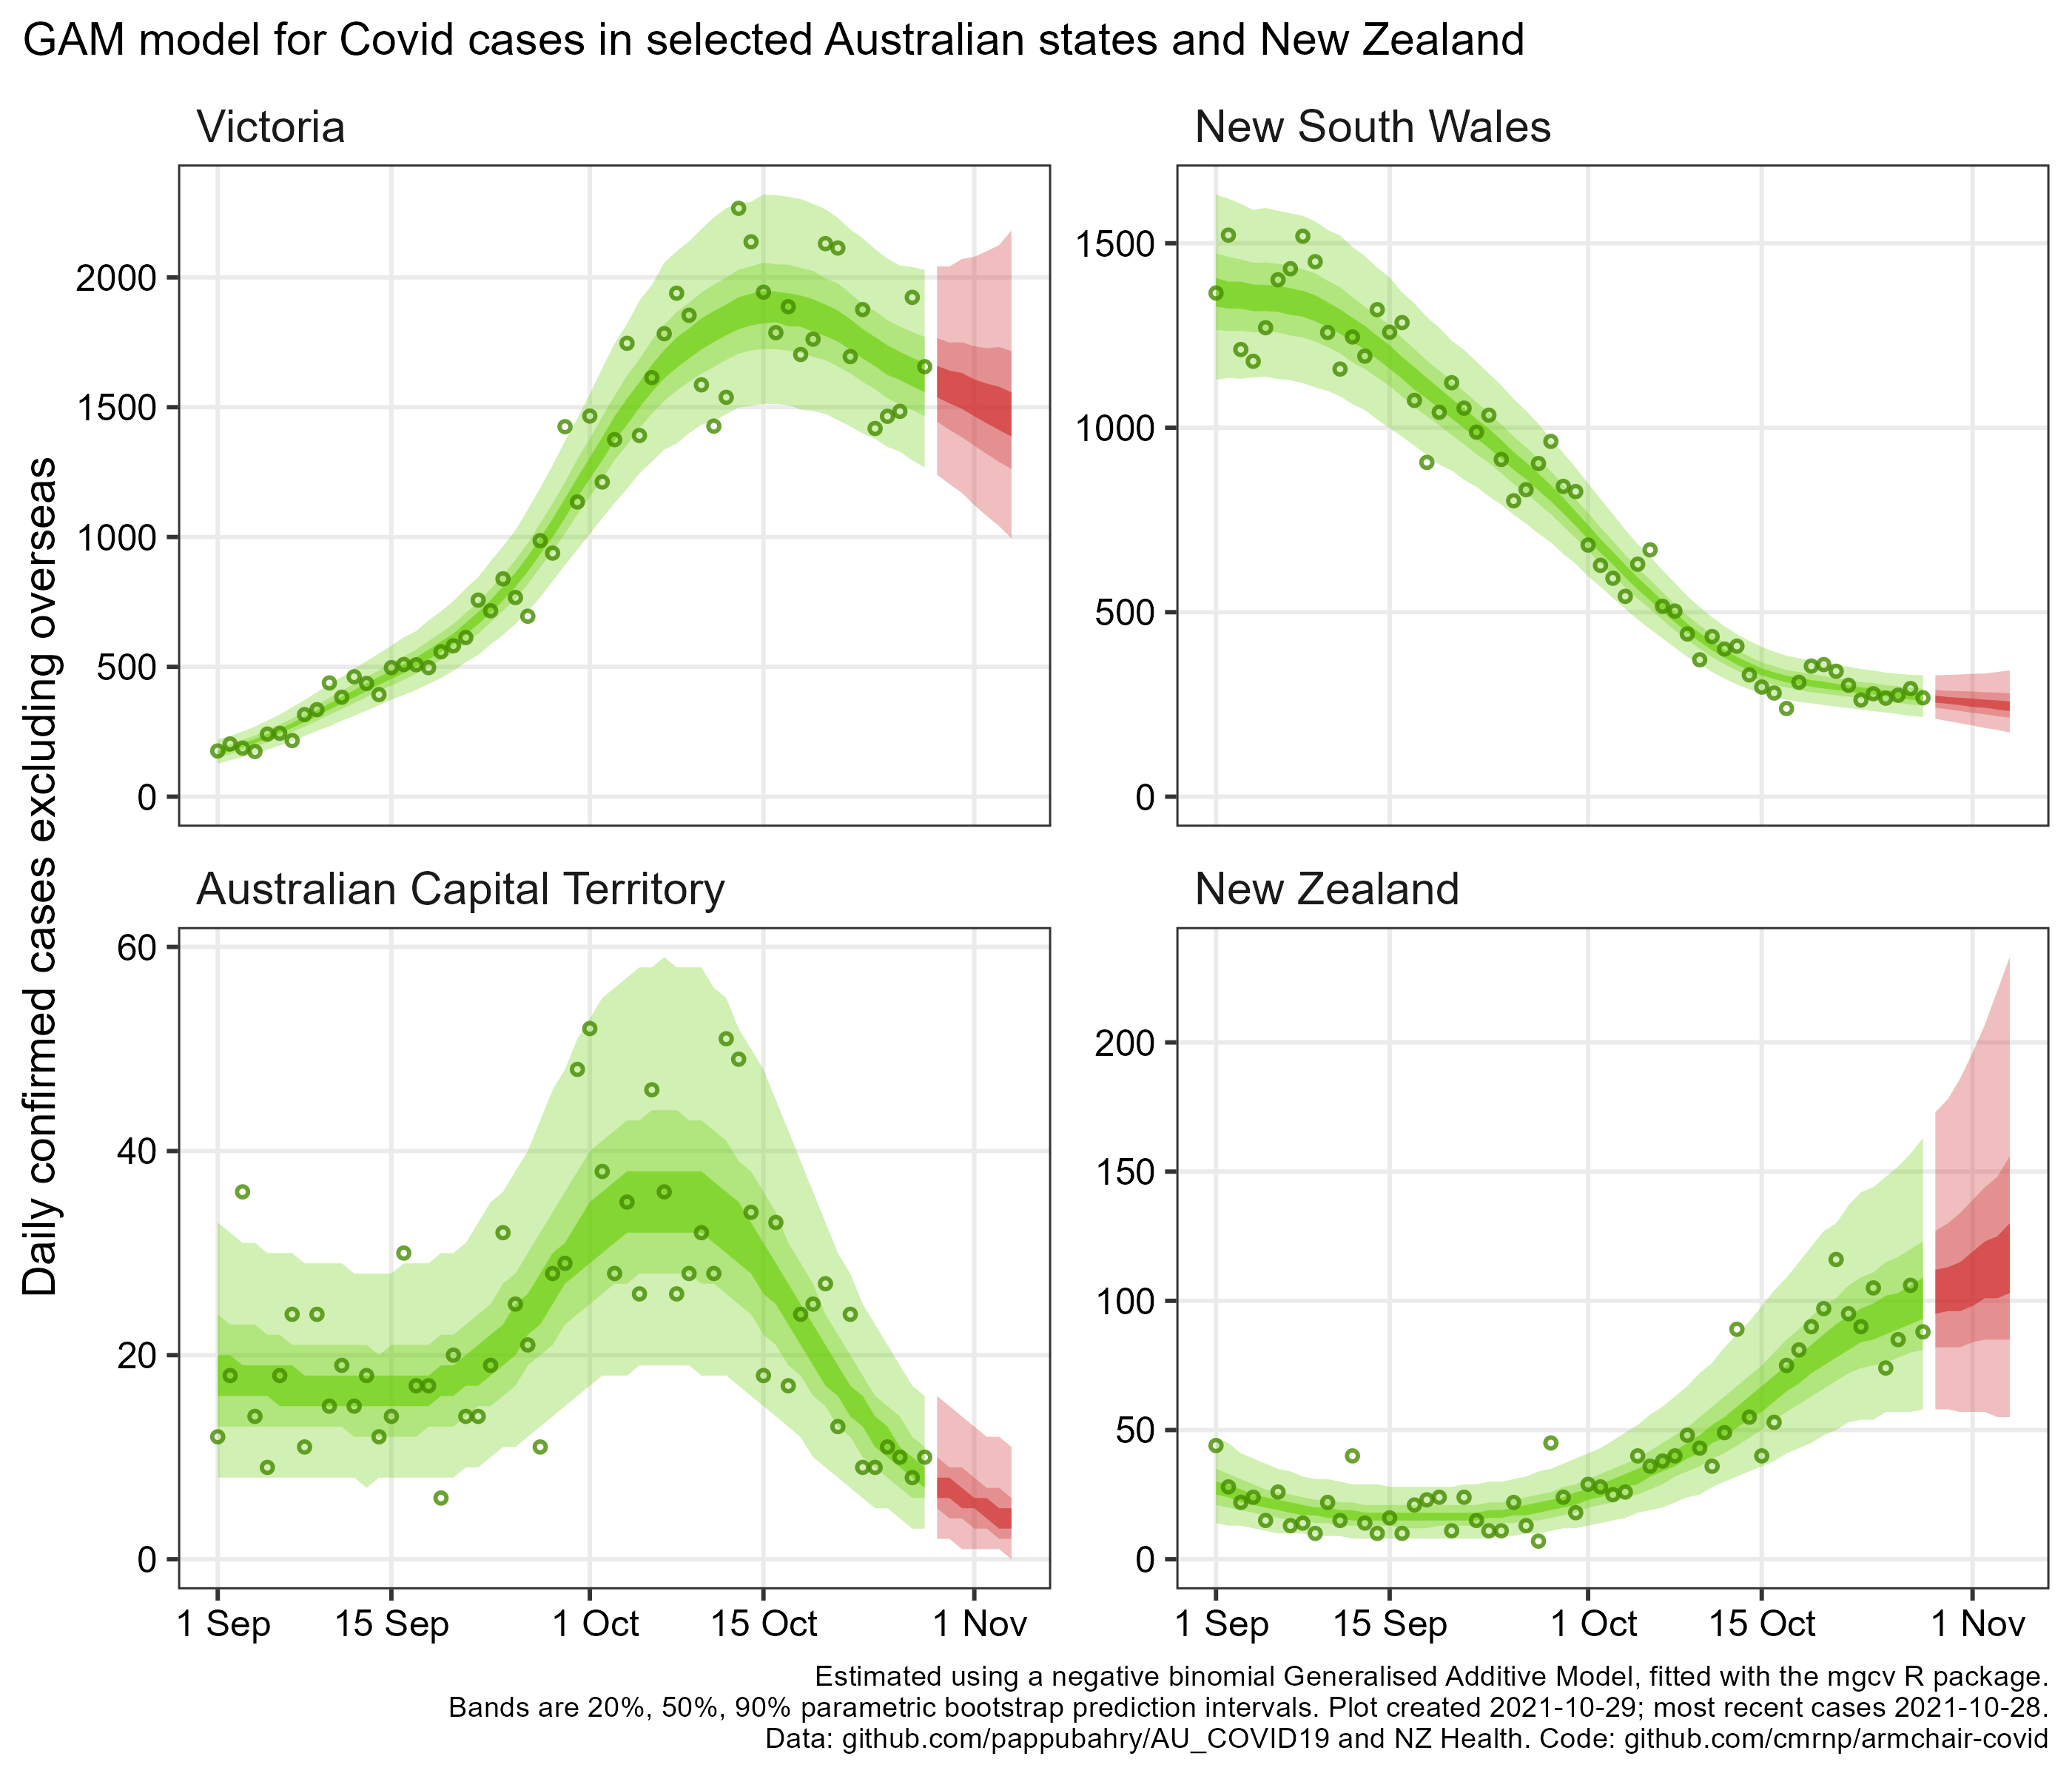 GAM model for Covid cases in selected Australian states and New Zealand
Daily confirmed cases excluding overseas
Victoria
2000
1500
1000
500
0
New South Wales
1500
1000
500
0
Australian Capital Territory
60
40
20
0
1 Sep 15 Sep 1 Oct 15 Oct 1 Nov
New Zealand
200
150
100
50
0
1 Sep 15 Sep 1 Oct 15 Oct 1 Nov
Estimated using a negative binomial Generalised Additive Model, fitted with the mgcv R package.
Bands are 20%, 50%, 90% parametric bootstrap prediction intervals. Plot created 2021-10-29; most recent cases 2021-10-28.
Data: github.com/pappubahry/AU_COVID19 and NZ Health. Code: github.com/cmrnp/armchair-covid